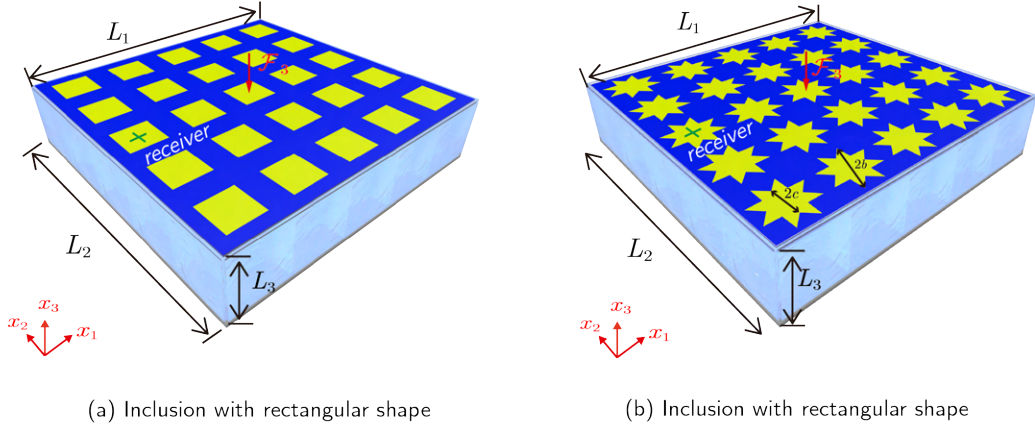 L₁
ℱ₃
receiver
L₂
L₃
x₃
x₂
x₁
(a) Inclusion with rectangular shape
L₁
ℱ₃
receiver
2b
2c
L₂
L₃
x₃
x₂
x₁
(b) Inclusion with rectangular shape